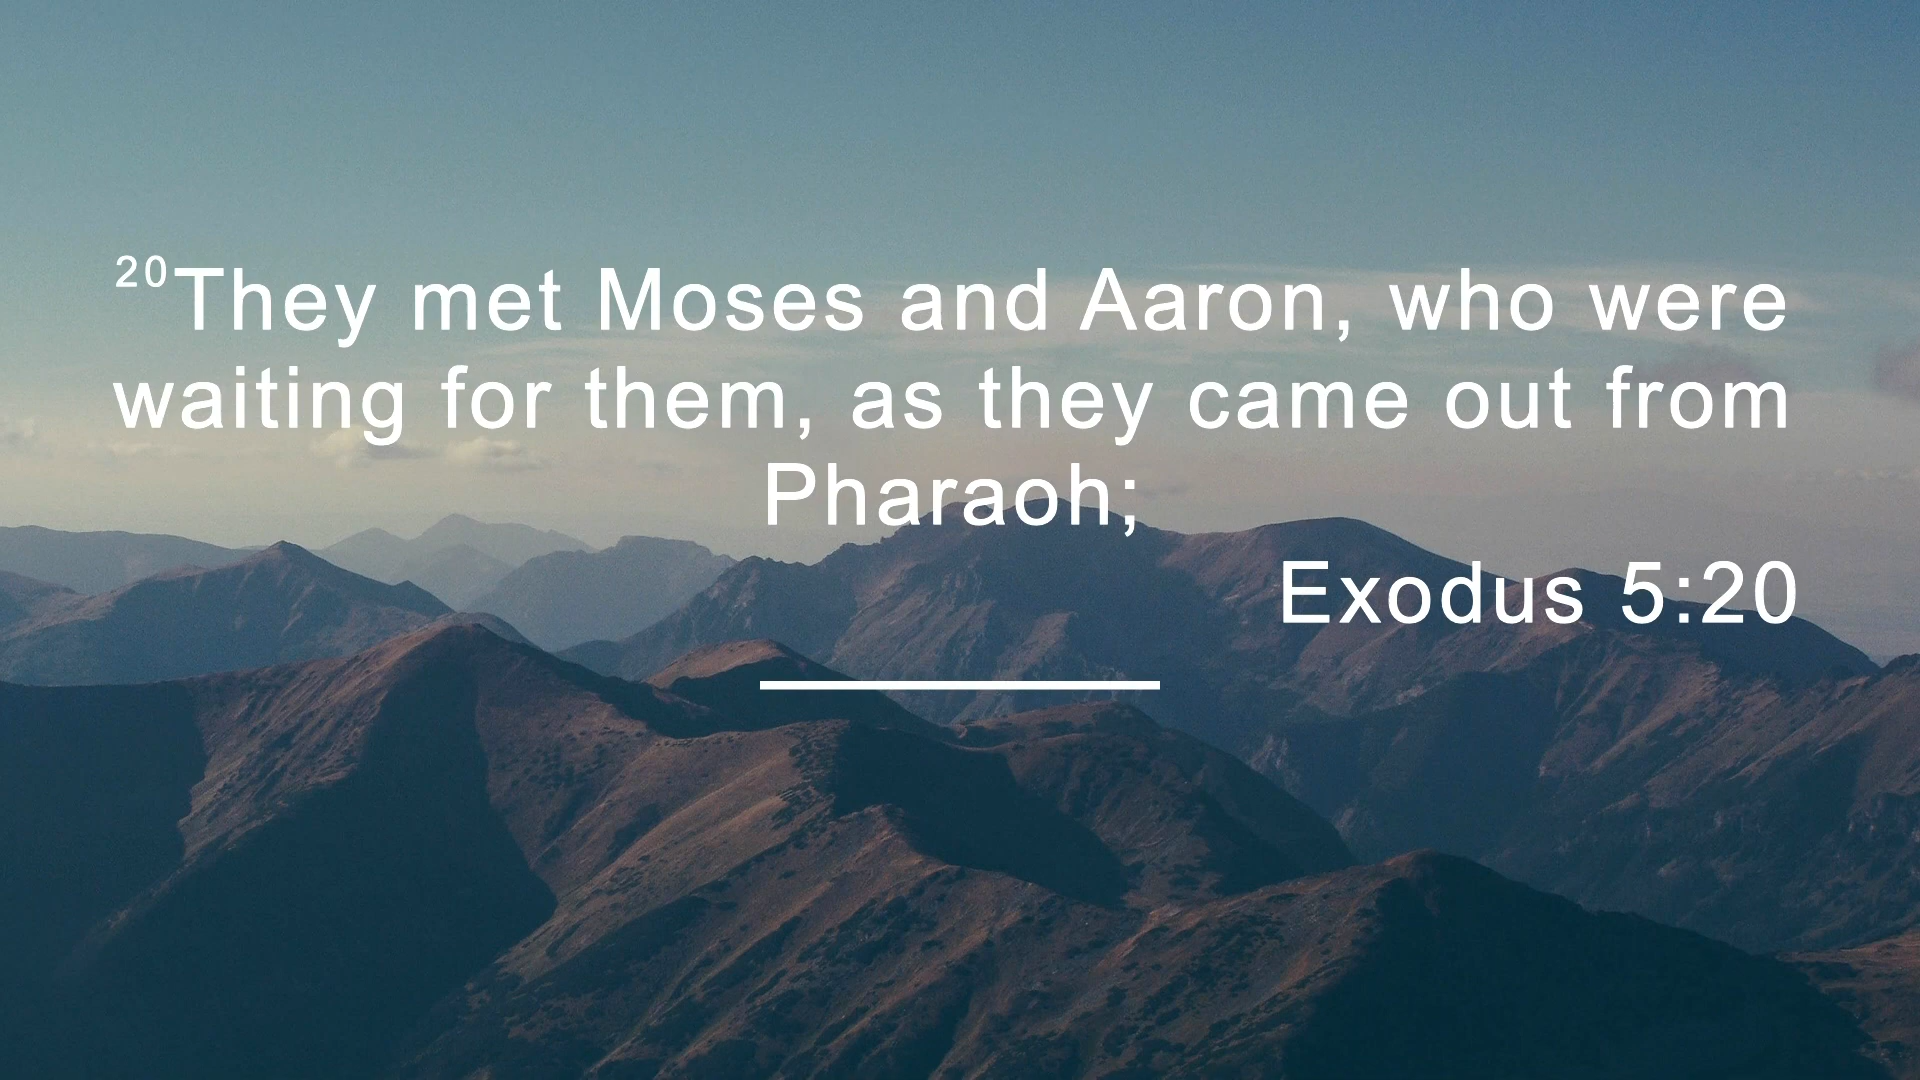 20They met Moses and Aaron, who were
waiting for them, as they came out from
Pharaoh;
Exodus 5:20